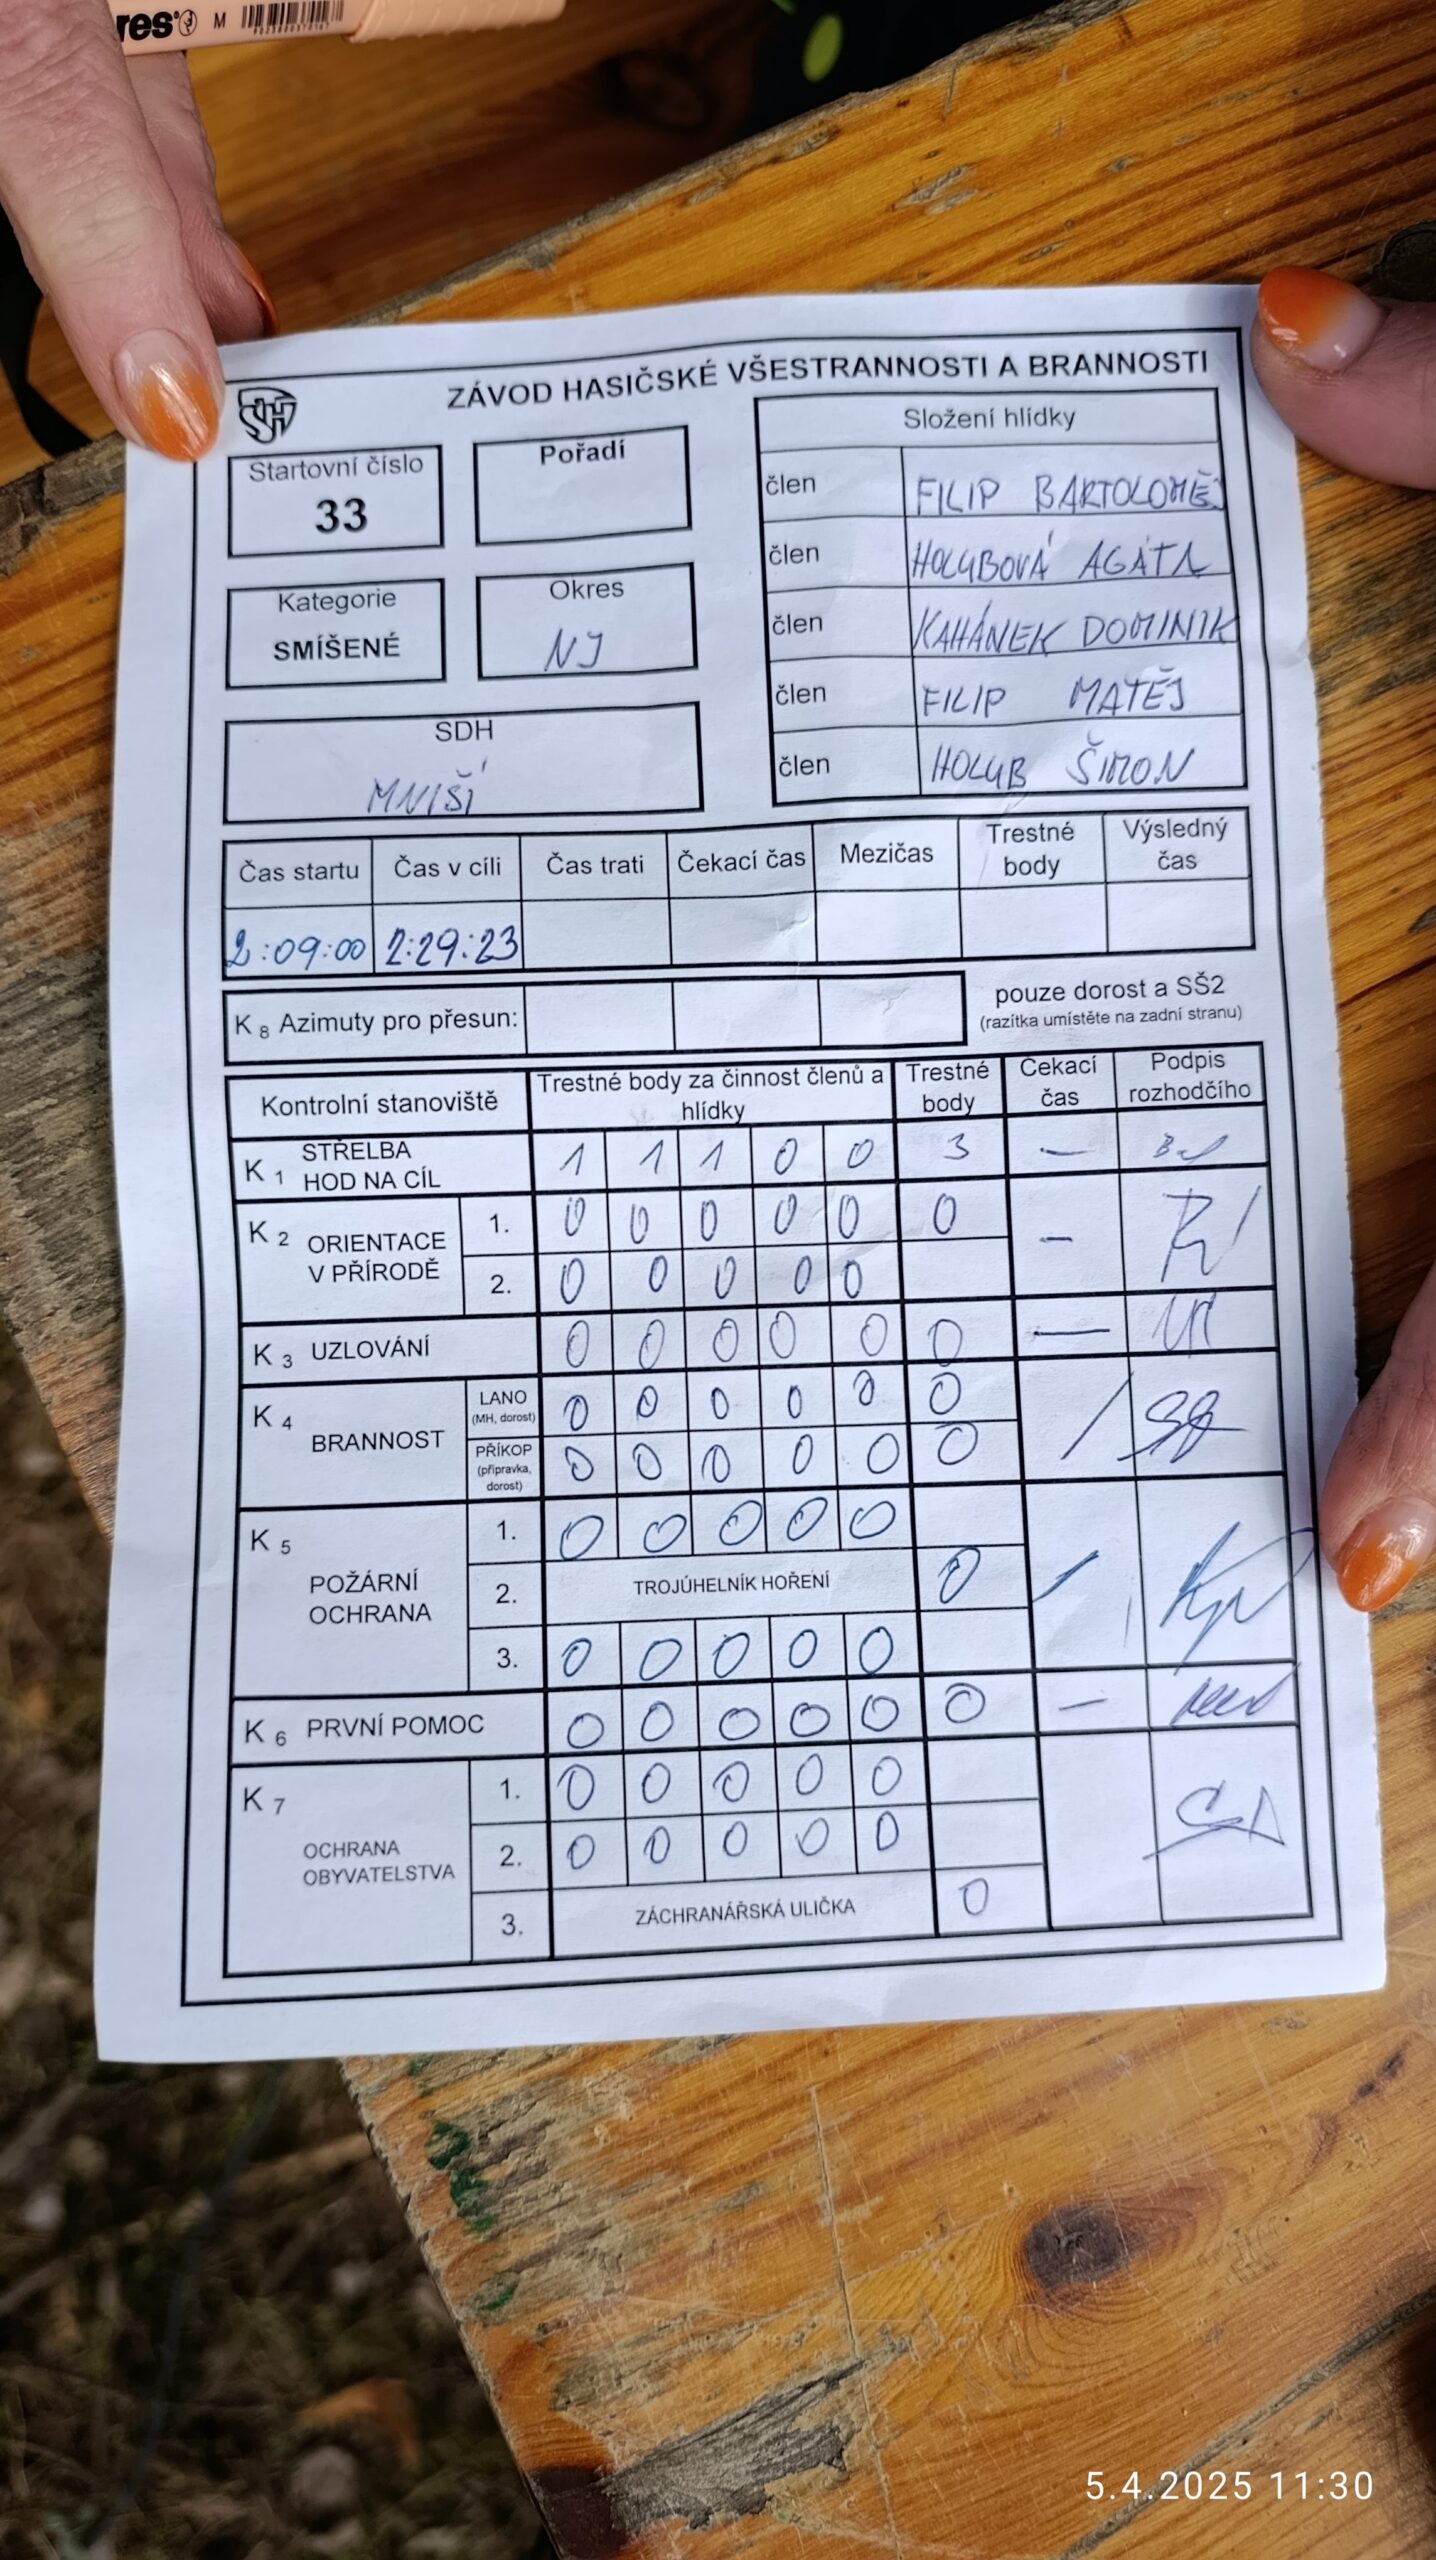 res M
ZÁVOD HASIČSKÉ VŠESTRANNOSTI A BRANNOSTI
Startovní číslo
33
Pořadí
Kategorie
SMÍŠENÉ
Okres
NJ
SDH
MNIŠÍ
Složení hlídky
člen FILIP BARTOLOMĚJ
člen HOLUBOVÁ AGÁTA
člen KAHÁNEK DOMINIK
člen FILIP MATĚJ
člen HOLUB ŠIMON
Čas startu Čas v cíli Čas trati Čekací čas Mezičas Trestné body Výsledný čas
2:09:00 2:29:23
K 8 Azimuty pro přesun:
pouze dorost a SŠ2
(razítka umístěte na zadní stranu)
Kontrolní stanoviště Trestné body za činnost členů a hlídky Trestné body Čekací čas Podpis rozhodčího
K 1 STŘELBA HOD NA CÍL 1 1 1 0 0 3 —
K 2 ORIENTACE V PŘÍRODĚ
1. 0 0 0 0 0 0 —
2. 0 0 0 0 0
K 3 UZLOVÁNÍ 0 0 0 0 0 0 —
K 4 BRANNOST
LANO (MH, dorost) 0 0 0 0 0 0 /
PŘÍKOP (přípravka, dorost) 0 0 0 0 0 0
K 5 POŽÁRNÍ OCHRANA
1. 0 0 0 0 0
2. TROJÚHELNÍK HOŘENÍ 0 /
3. 0 0 0 0 0
K 6 PRVNÍ POMOC 0 0 0 0 0 0 —
K 7 OCHRANA OBYVATELSTVA
1. 0 0 0 0 0
2. 0 0 0 0 0
3. ZÁCHRANÁŘSKÁ ULIČKA 0
5.4.2025 11:30